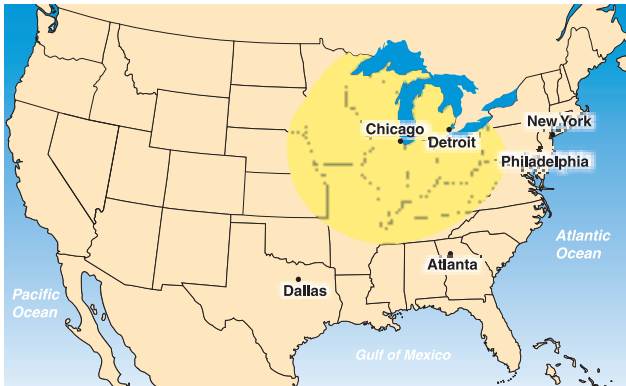 New York
Chicago
Detroit
Philadelphia
Atlantic
Ocean
Atlanta
Dallas
Pacific
Ocean
Gulf of Mexico